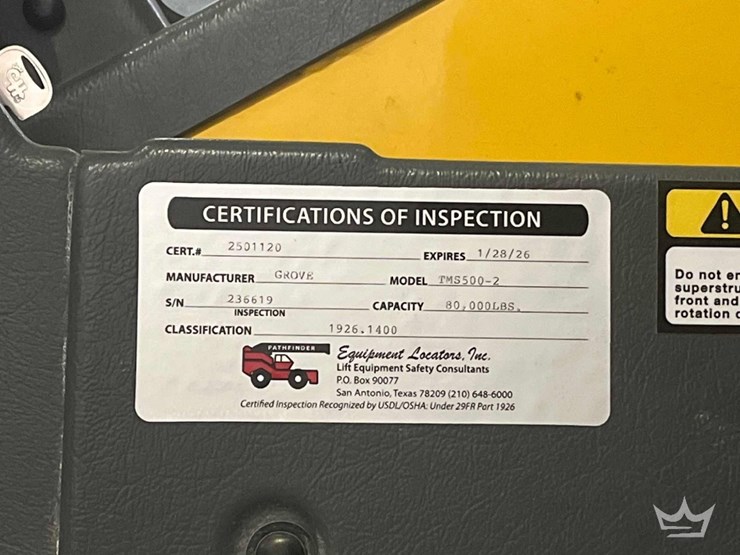 CERTIFICATIONS OF INSPECTION
CERT.# 2501120 EXPIRES 1/28/26
MANUFACTURER GROVE MODEL TMS500-2
S/N 236619 CAPACITY 80,000LBS.
INSPECTION
CLASSIFICATION 1926.1400
PATHFINDER
Equipment Locators, Inc.
Lift Equipment Safety Consultants
P.O. Box 90077
San Antonio, Texas 78209 (210) 648-6000
Certified Inspection Recognized by USDL/OSHA: Under 29FR Part 1926
Do not
front and
rotation